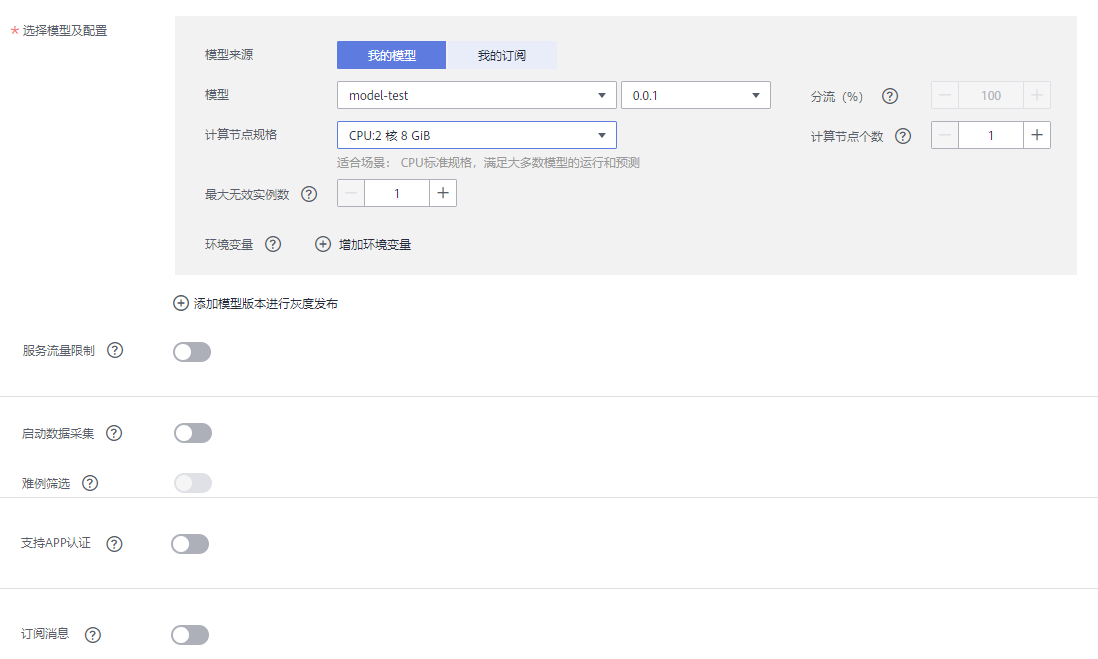 * 选择模型及配置
模型来源 我的模型 我的订阅
模型 model-test 0.0.1 分流（%） ? 100
计算节点规格 CPU:2 核 8 GiB 计算节点个数 ? 1
适合场景： CPU标准规格，满足大多数模型的运行和预测
最大无效实例数 ? 1
环境变量 ? 增加环境变量
添加模型版本进行灰度发布
服务流量限制 ?
启动数据采集 ?
难例筛选 ?
支持APP认证 ?
订阅消息 ?